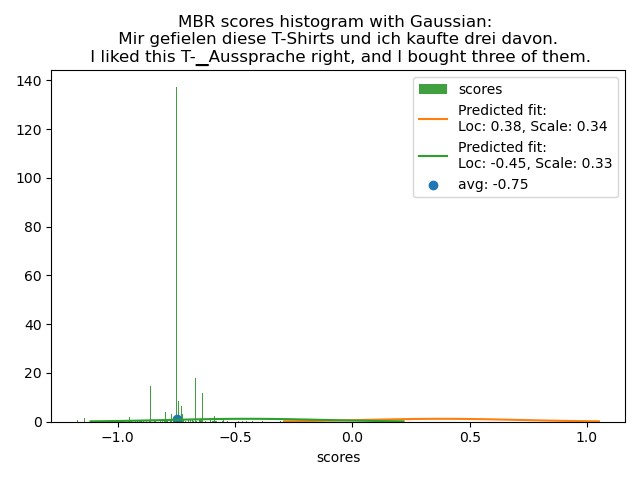 MBR scores histogram with Gaussian:
Mir gefielen diese T-Shirts und ich kaufte drei davon.
I liked this T-▁Aussprache right, and I bought three of them.
140
120
100
80
60
40
20
0
scores
Predicted fit:
Loc: 0.38, Scale: 0.34
Predicted fit:
Loc: -0.45, Scale: 0.33
avg: -0.75
−1.0
−0.5
0.0
0.5
1.0
scores